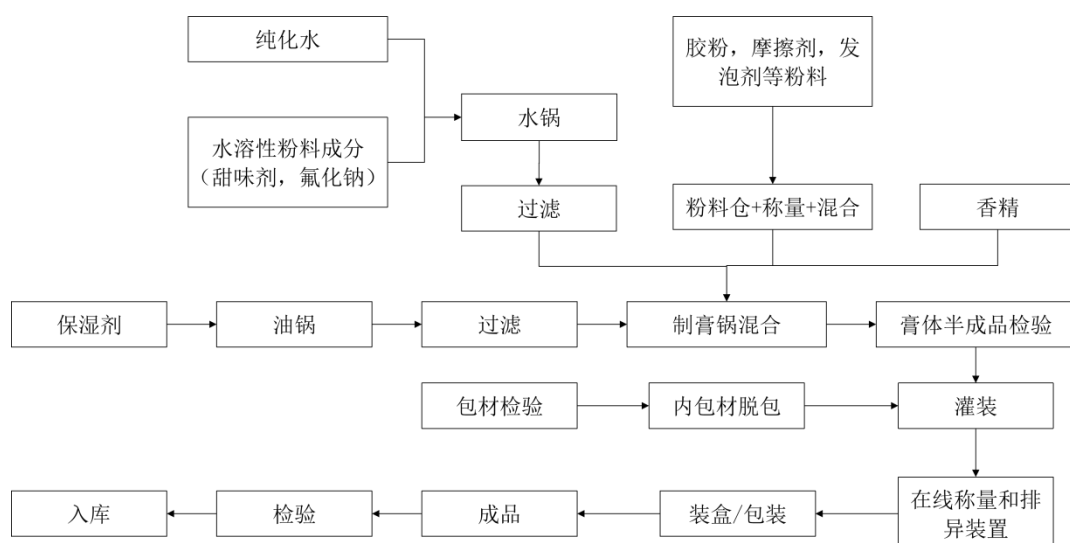 纯化水
胶粉，摩擦剂，发
泡剂等粉料
水锅
水溶性粉料成分
（甜味剂，氟化钠）
过滤
粉料仓+称量+混合
香精
保湿剂
油锅
过滤
制膏锅混合
膏体半成品检验
包材检验
内包材脱包
灌装
入库
检验
成品
装盒/包装
在线称量和排
异装置